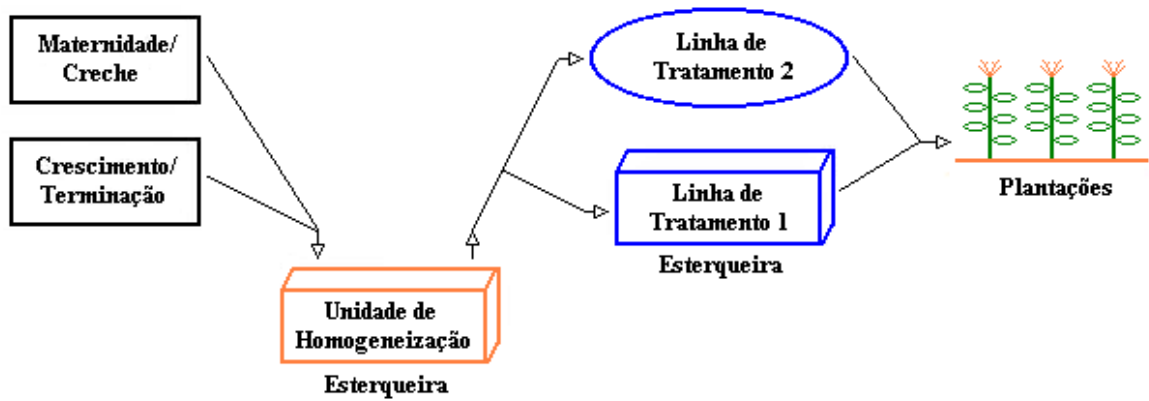 Maternidade/
Creche
Crescimento/
Terminação
Unidade de
Homogeneização
Esterqueira
Linha de
Tratamento 2
Linha de
Tratamento 1
Esterqueira
Plantações